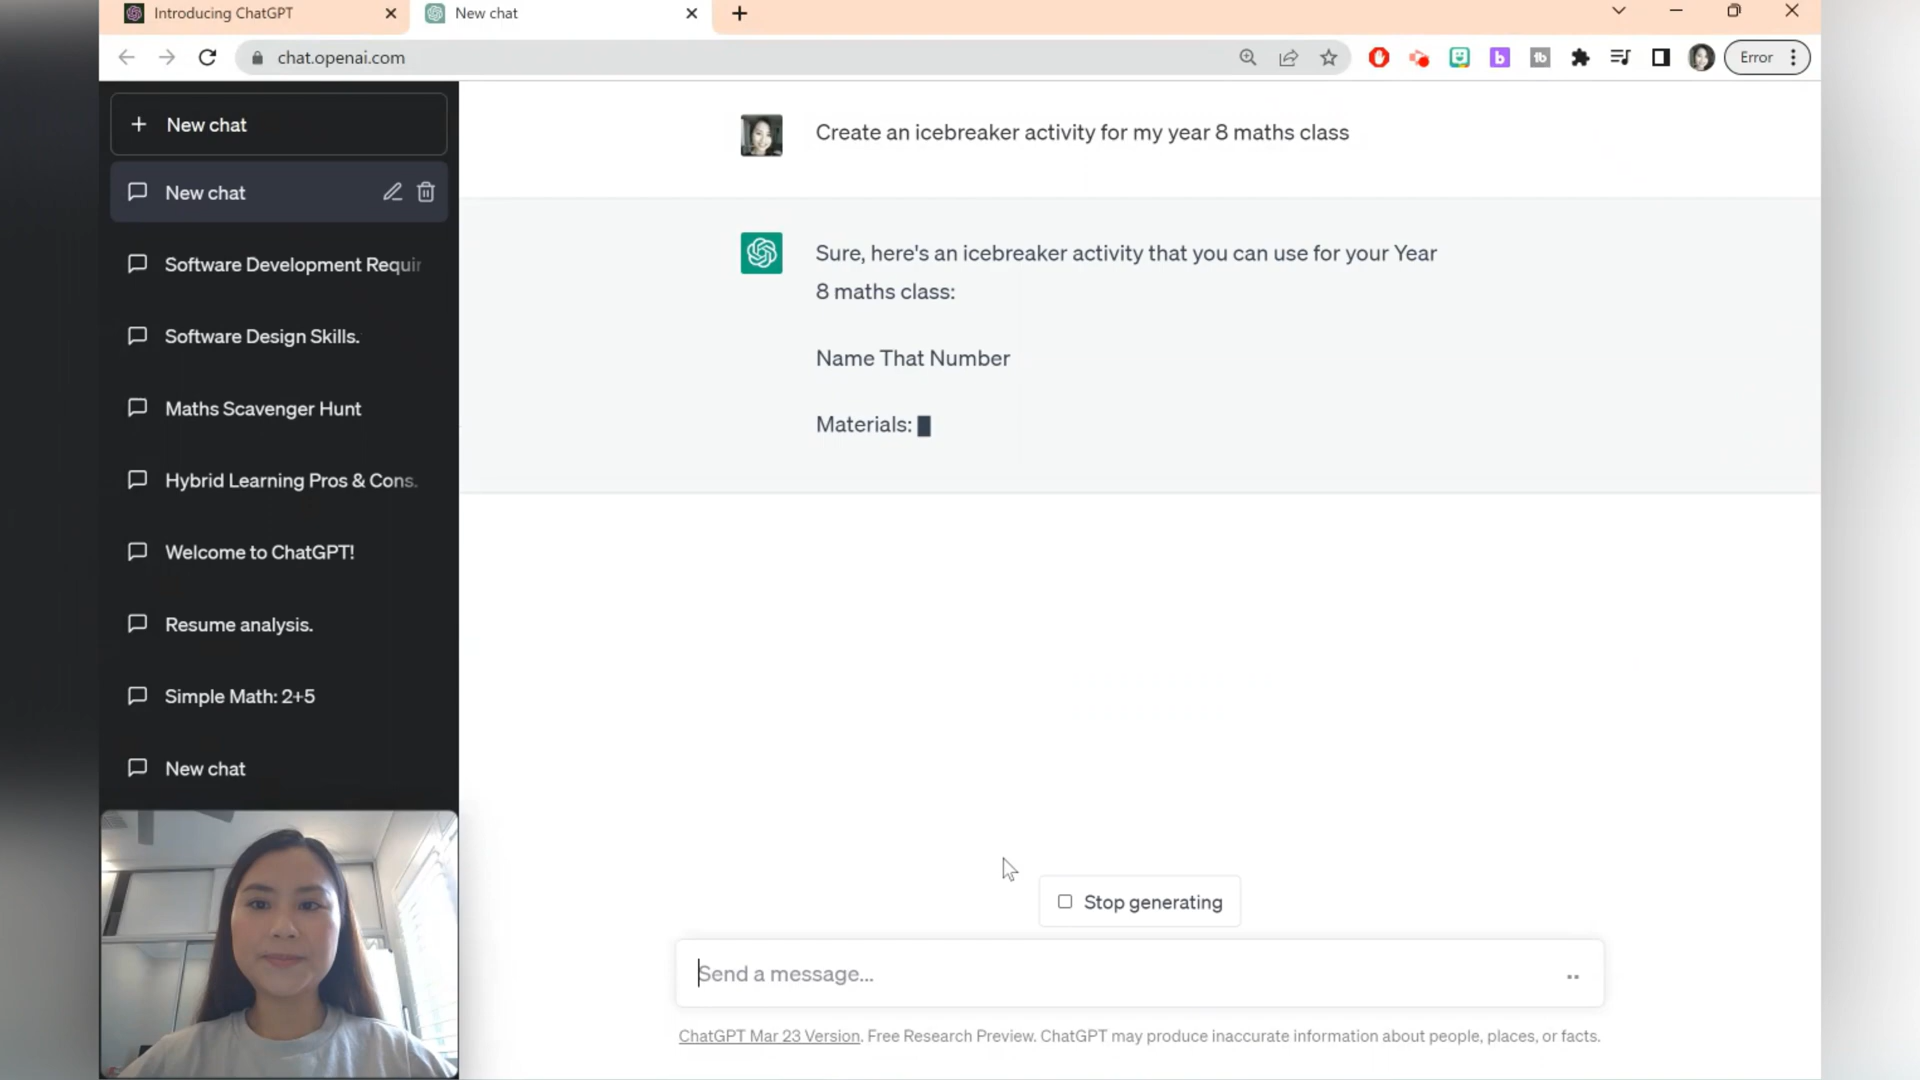 Introducing ChatGPT
New chat
chat.openai.com
Error
New chat
New chat
Software Development Requir
Software Design Skills.
Maths Scavenger Hunt
Hybrid Learning Pros & Cons.
Welcome to ChatGPT!
Resume analysis.
Simple Math: 2+5
New chat
Create an icebreaker activity for my year 8 maths class
Sure, here's an icebreaker activity that you can use for your Year
8 maths class:
Name That Number
Materials:
Stop generating
Send a message...
ChatGPT Mar 23 Version. Free Research Preview. ChatGPT may produce inaccurate information about people, places, or facts.